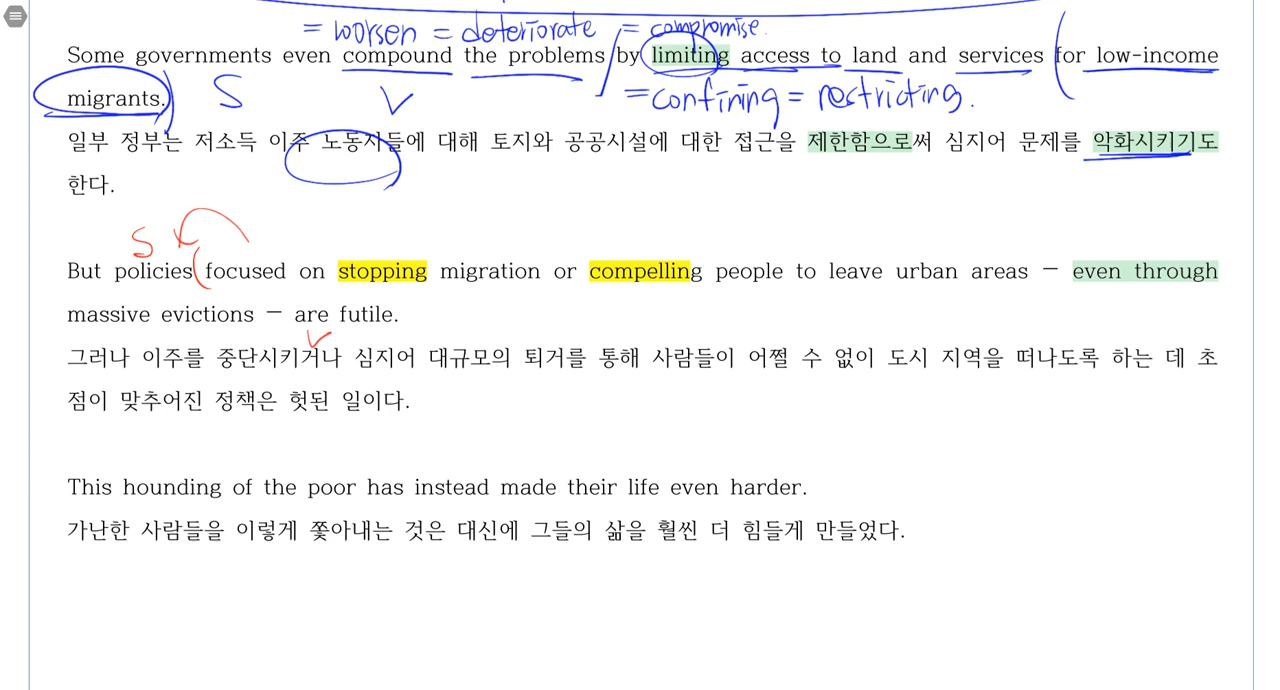 = worsen = deteriorate = compromise.
Some governments even compound the problems by limiting access to land and services for low-income
migrants. S V = confining = restricting.
일부 정부는 저소득 이주 노동자들에 대해 토지와 공공시설에 대한 접근을 제한함으로써 심지어 문제를 악화시키기도
한다.
S
But policies focused on stopping migration or compelling people to leave urban areas - even through
massive evictions - are futile.
V
그러나 이주를 중단시키거나 심지어 대규모의 퇴거를 통해 사람들이 어쩔 수 없이 도시 지역을 떠나도록 하는 데 초
점이 맞추어진 정책은 헛된 일이다.
This hounding of the poor has instead made their life even harder.
가난한 사람들을 이렇게 쫓아내는 것은 대신에 그들의 삶을 훨씬 더 힘들게 만들었다.